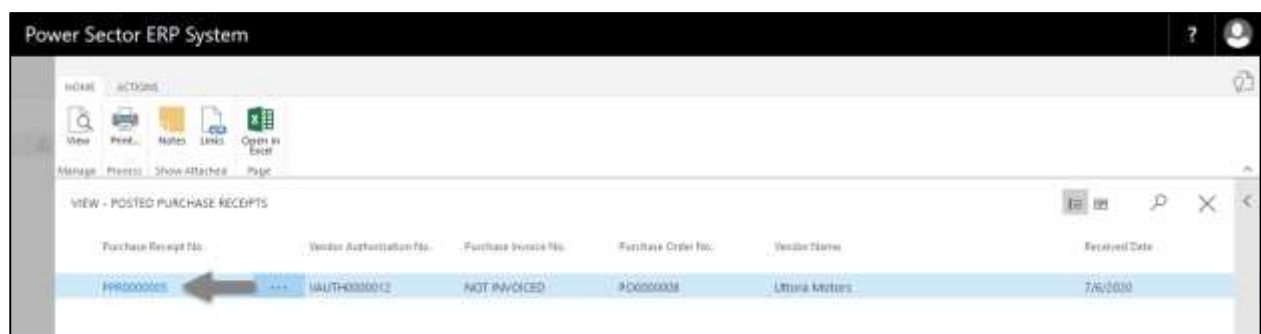 Power Sector ERP System ?
HOME ACTIONS
View Print... Notes Links Open in Excel
Manage Process Show Attached Page
VIEW - POSTED PURCHASE RECEIPTS
Purchase Receipt No. Vendor Authorization No. Purchase Invoice No. Purchase Order No. Vendor Name Received Date
PPR0000005 ... VAUTH0000012 NOT INVOICED PO0000008 Uttora Motors 7/6/2020